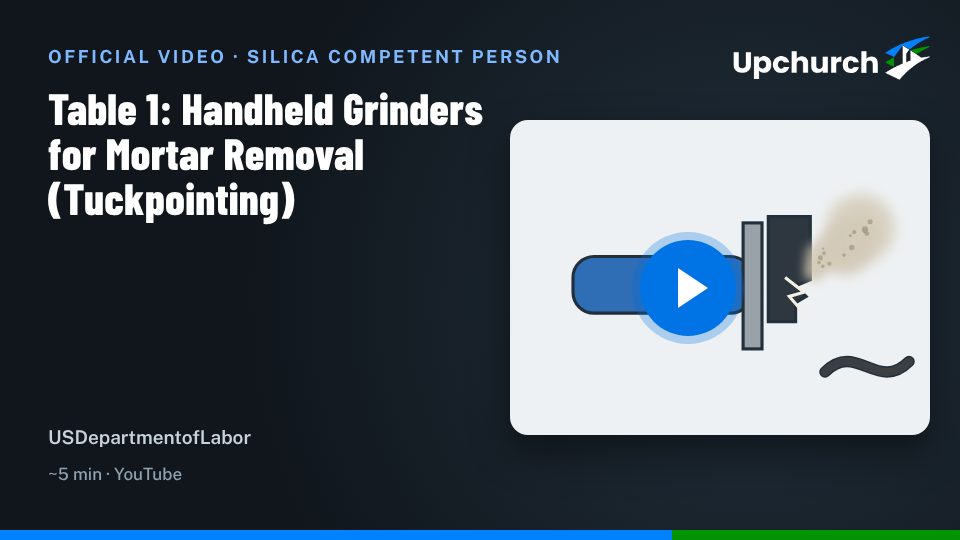 OFFICIAL VIDEO · SILICA COMPETENT PERSON
Upchurch
Table 1: Handheld Grinders
for Mortar Removal
(Tuckpointing)
USDepartmentofLabor
~5 min · YouTube